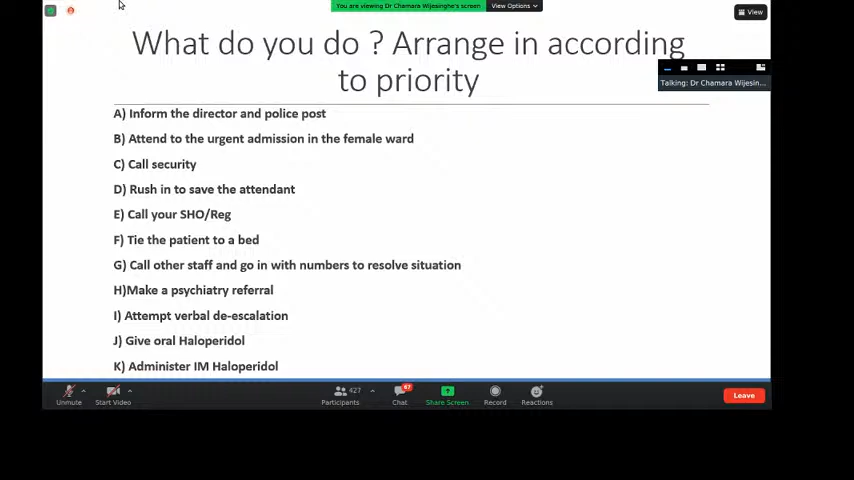 You are viewing Dr Chamara Wijesinghe's screen
View Options
View
What do you do ? Arrange in according
to priority
Talking: Dr Chamara Wijesin...
A) Inform the director and police post
B) Attend to the urgent admission in the female ward
C) Call security
D) Rush in to save the attendant
E) Call your SHO/Reg
F) Tie the patient to a bed
G) Call other staff and go in with numbers to resolve situation
H)Make a psychiatry referral
I) Attempt verbal de-escalation
J) Give oral Haloperidol
K) Administer IM Haloperidol
427
67
Unmute
Start Video
Participants
Chat
Share Screen
Record
Reactions
Leave